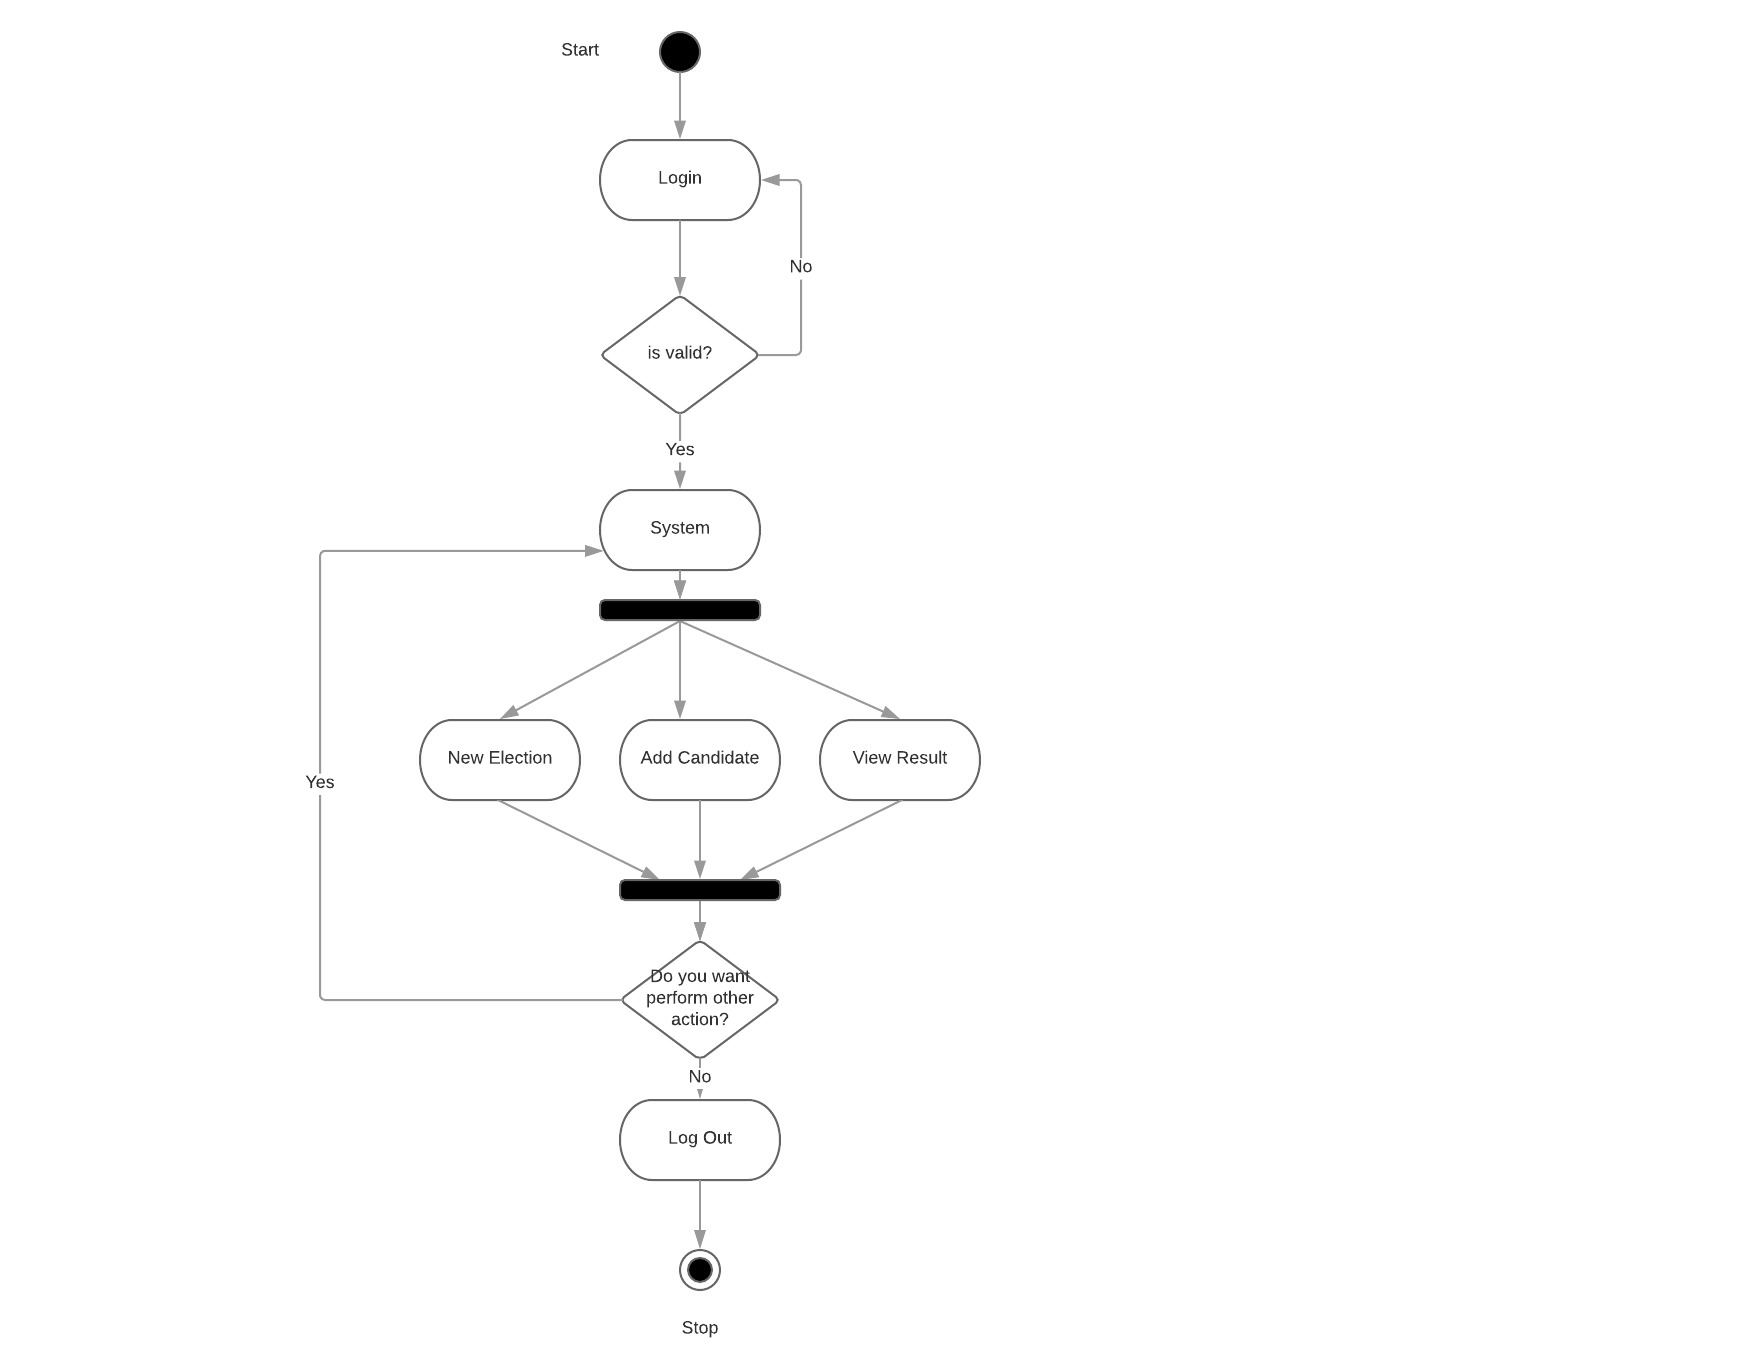 Start
Login
No
is valid?
Yes
System
New Election
Add Candidate
View Result
Yes
Do you want
perform other
action?
No
Log Out
Stop